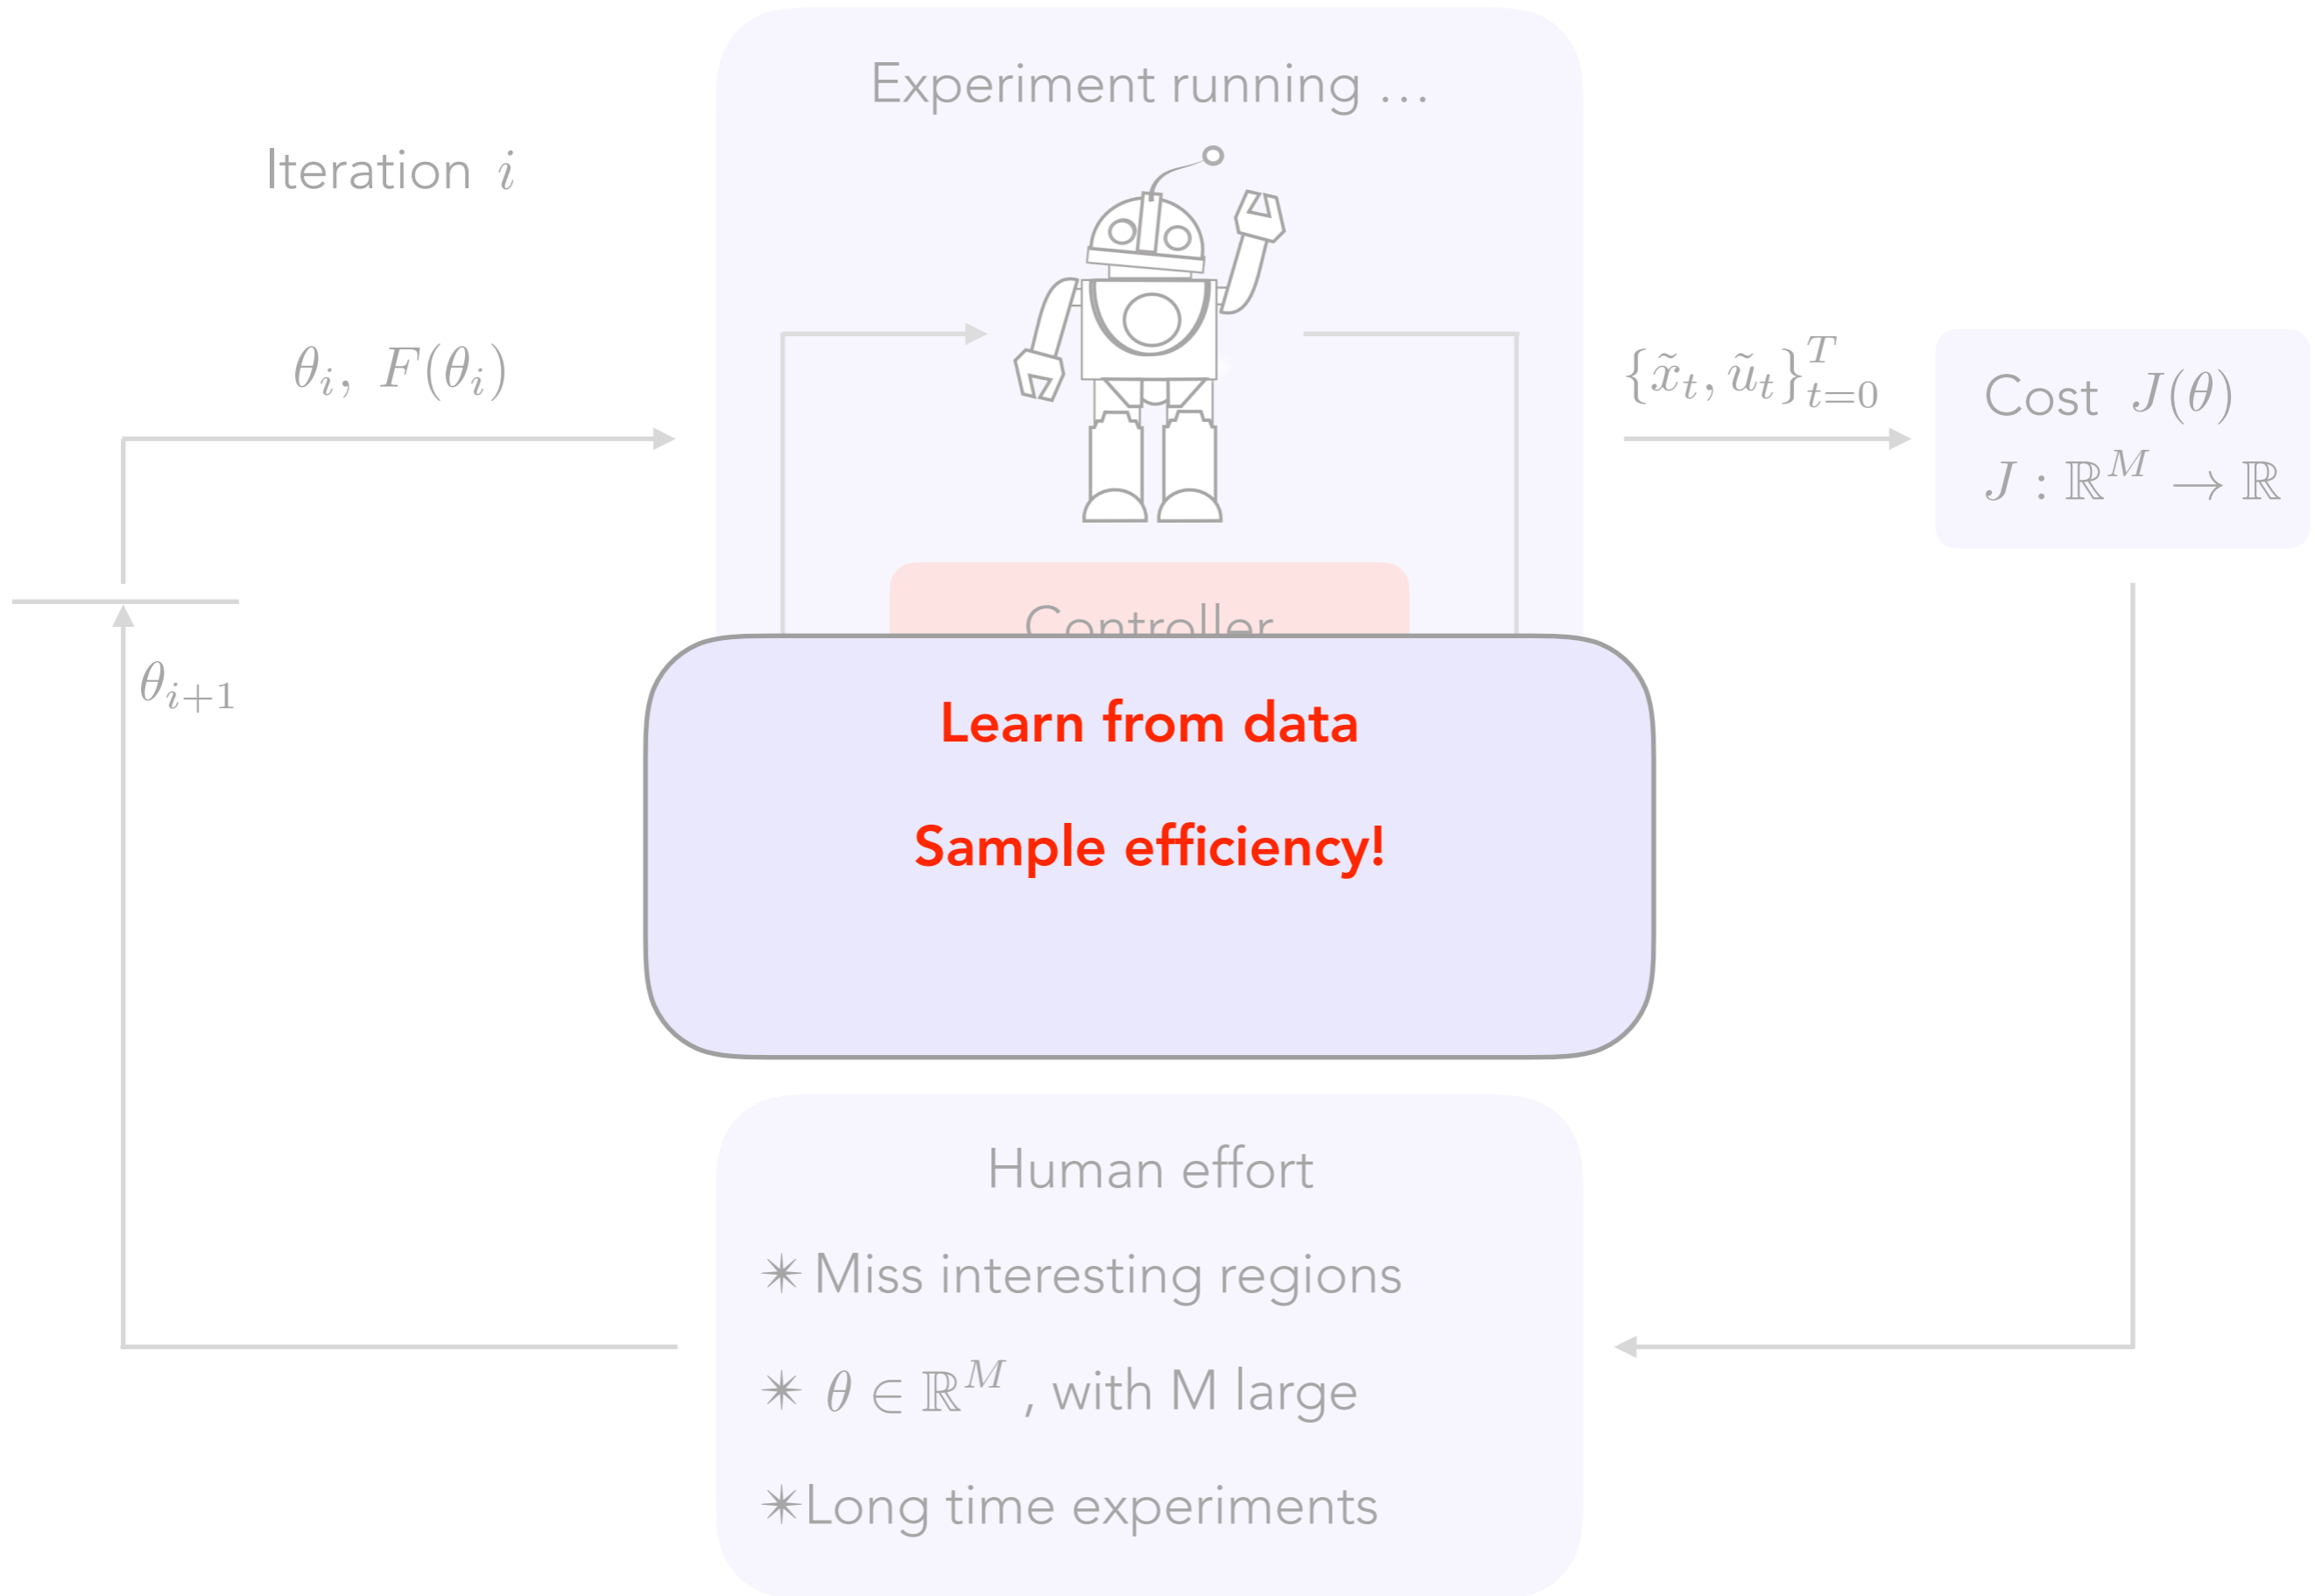 Experiment running ...
Iteration i
θ_i, F(θ_i)
{x̃_t, ũ_t}_{t=0}^T
Cost J(θ)
J : ℝ^M → ℝ
Controller
θ_{i+1}
Learn from data
Sample efficiency!
Human effort
✴ Miss interesting regions
✴ θ ∈ ℝ^M , with M large
✴Long time experiments